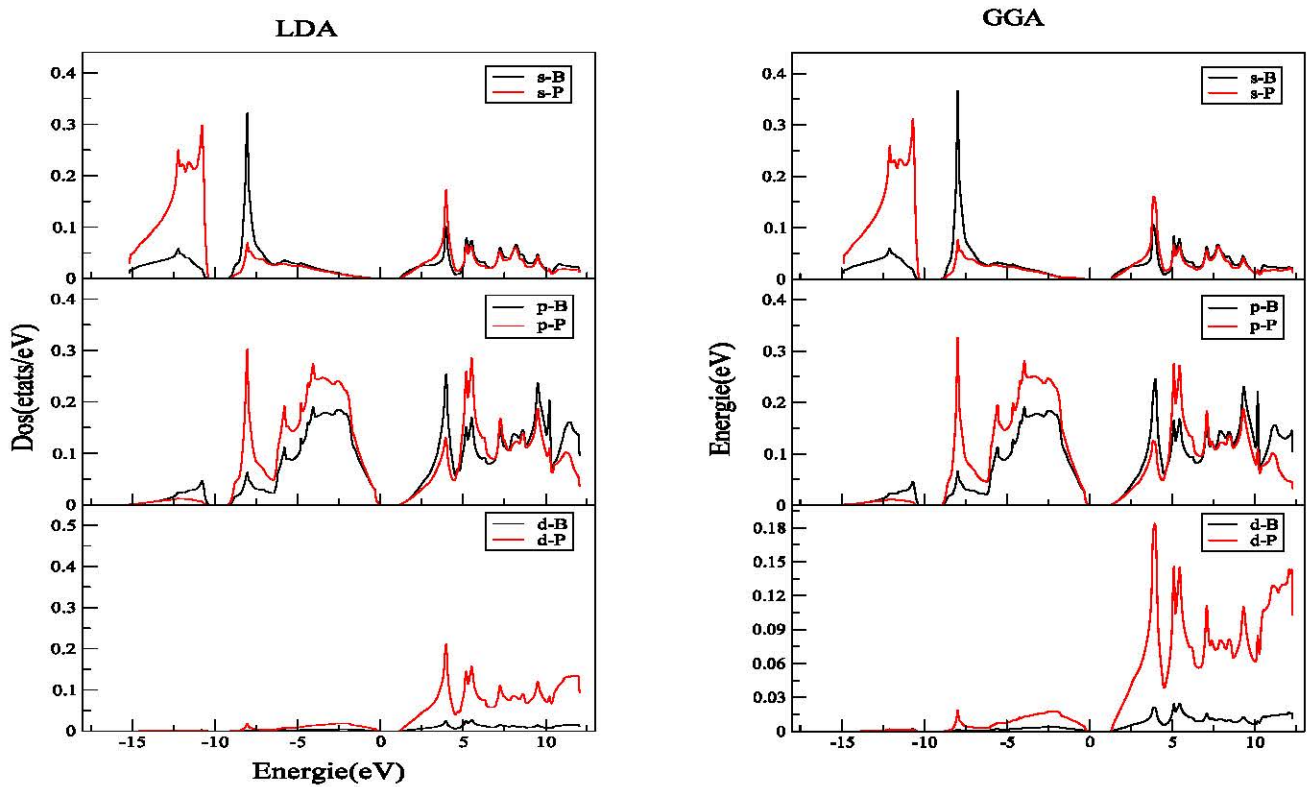 LDA
0.4
0.3
0.2
0.1
0
s-B
s-P
0.4
0.3
0.2
0.1
0
p-B
p-P
0.5
0.4
0.3
0.2
0.1
0
d-B
d-P
-15 -10 -5 0 5 10
Dos(etats/eV)
Energie(eV)
GGA
0.4
0.3
0.2
0.1
0
s-B
s-P
0.4
0.3
0.2
0.1
0
p-B
p-P
0.18
0.15
0.12
0.09
0.06
0.03
0
d-B
d-P
-15 -10 -5 0 5 10
Energie(eV)